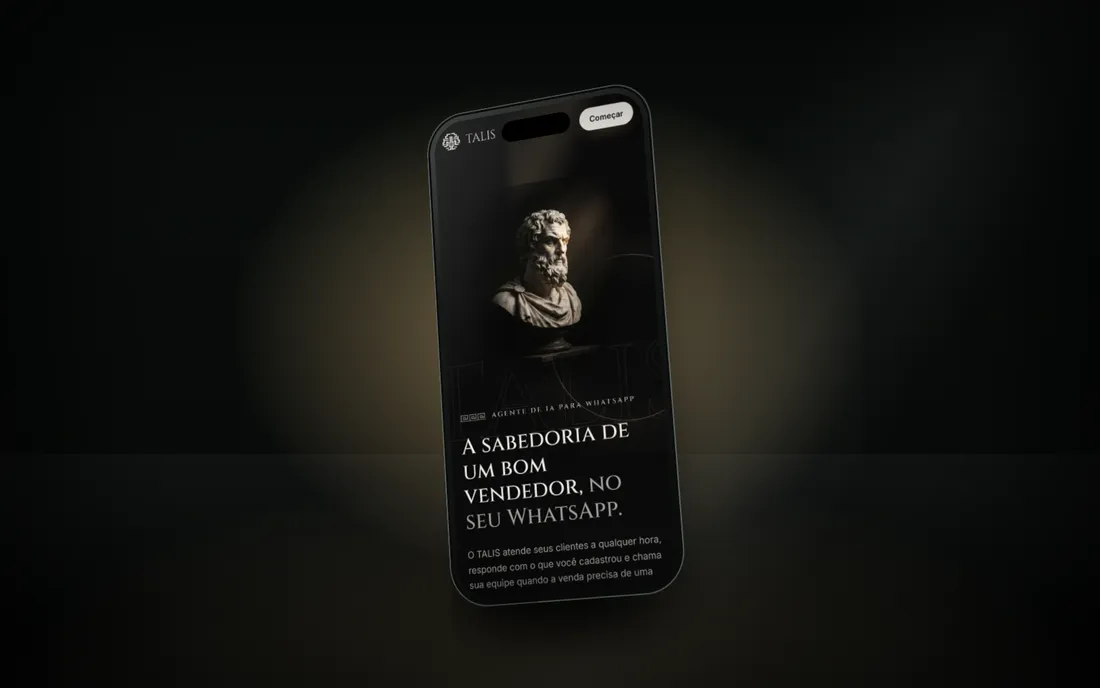 TALIS
Começar
TALIS
AGENTE DE IA PARA WHATSAPP
A SABEDORIA DE
UM BOM
VENDEDOR, NO
SEU WHATSAPP.
O TALIS atende seus clientes a qualquer hora,
responde com o que você cadastrou e chama
sua equipe quando a venda precisa de uma